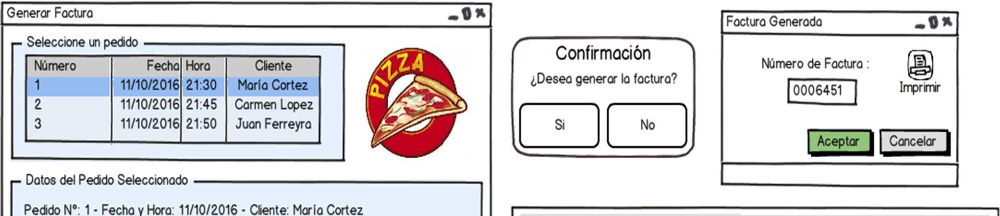 Generar Factura
Seleccione un pedido
Número Fecha Hora Cliente
1 11/10/2016 21:30 María Cortez
2 11/10/2016 21:45 Carmen Lopez
3 11/10/2016 21:50 Juan Ferreyra
PIZZA
Datos del Pedido Seleccionado
Pedido N°: 1 - Fecha y Hora: 11/10/2016 - Cliente: María Cortez
Confirmación
¿Desea generar la factura?
Si No
Factura Generada
Número de Factura :
0006451
Imprimir
Aceptar Cancelar